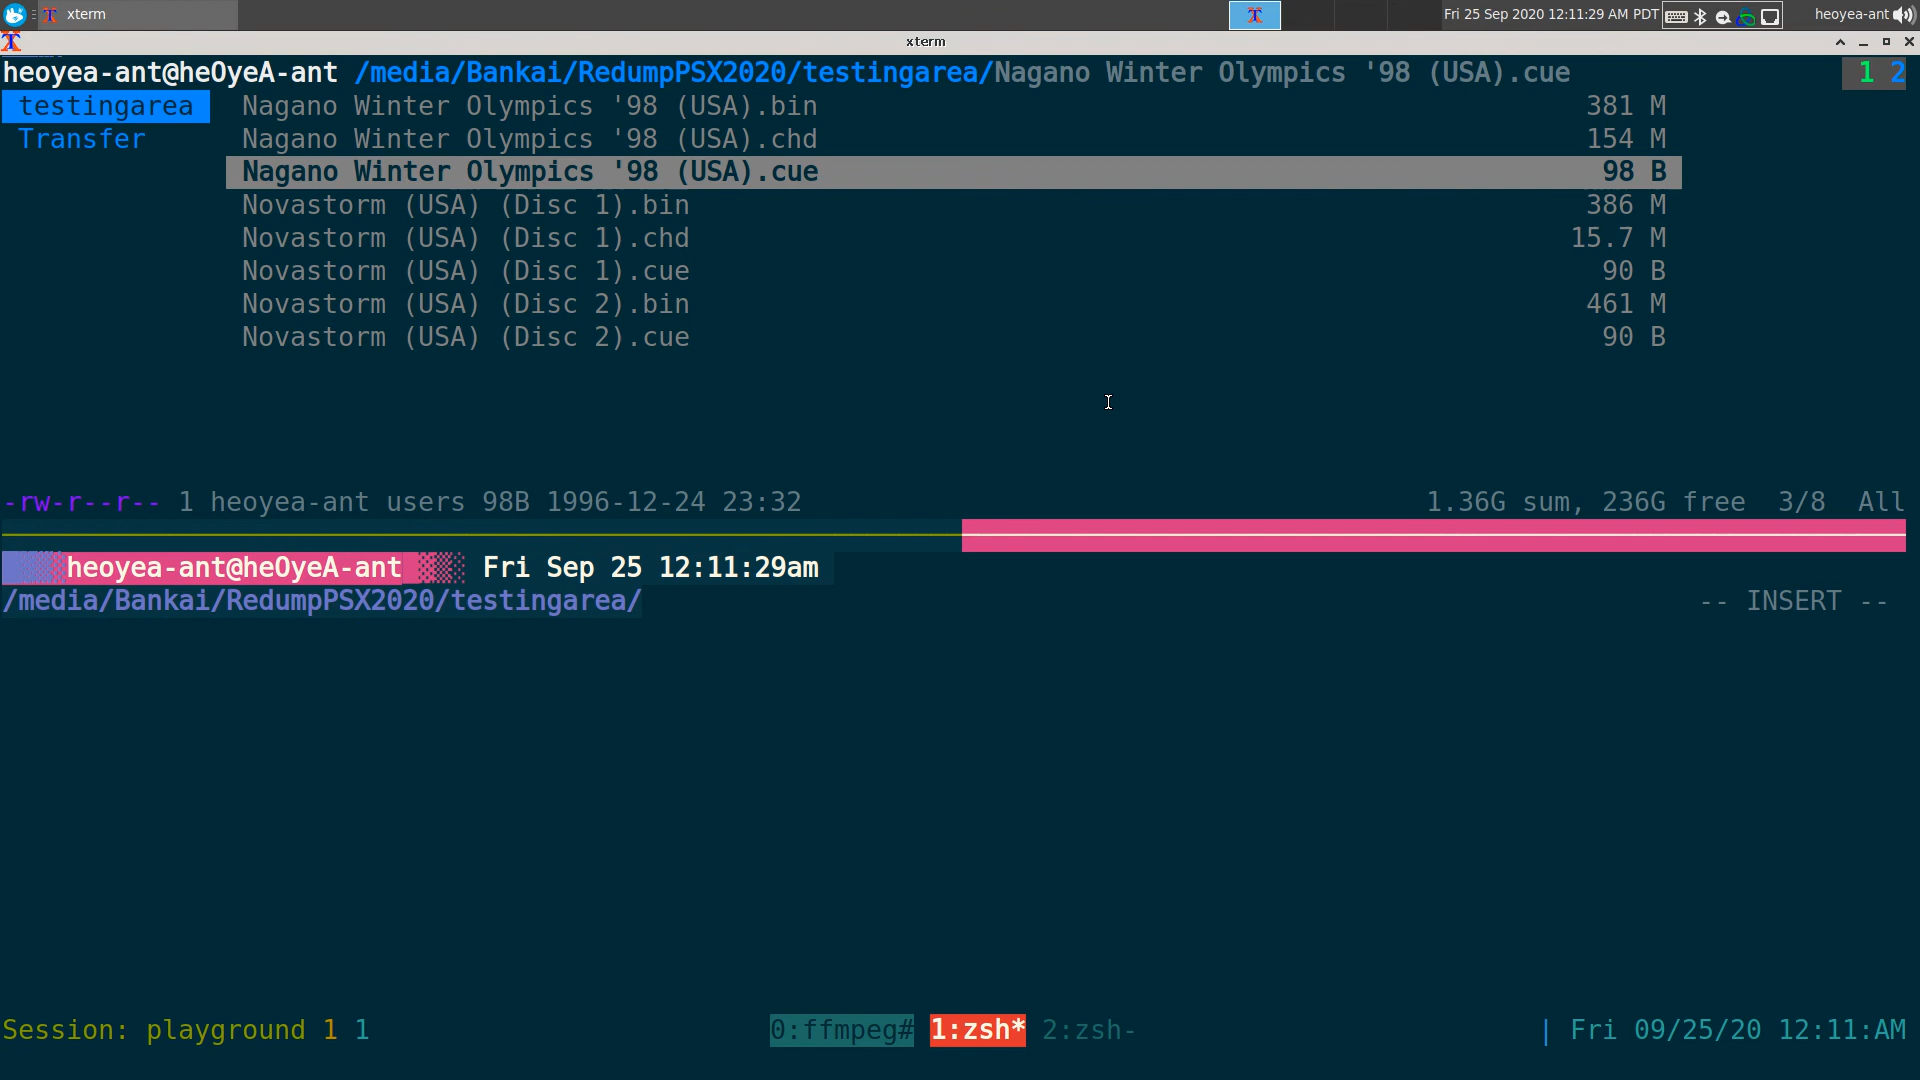 xterm
Fri 25 Sep 2020 12:11:29 AM PDT
heoyea-ant
xterm
heoyea-ant@heOyeA-ant /media/Bankai/RedumpPSX2020/testingarea/Nagano Winter Olympics '98 (USA).cue 1 2
testingarea Nagano Winter Olympics '98 (USA).bin 381 M
Transfer Nagano Winter Olympics '98 (USA).chd 154 M
Nagano Winter Olympics '98 (USA).cue 98 B
Novastorm (USA) (Disc 1).bin 386 M
Novastorm (USA) (Disc 1).chd 15.7 M
Novastorm (USA) (Disc 1).cue 90 B
Novastorm (USA) (Disc 2).bin 461 M
Novastorm (USA) (Disc 2).cue 90 B
-rw-r--r-- 1 heoyea-ant users 98B 1996-12-24 23:32 1.36G sum, 236G free 3/8 All
heoyea-ant@heOyeA-ant Fri Sep 25 12:11:29am
/media/Bankai/RedumpPSX2020/testingarea/ -- INSERT --
Session: playground 1 1 0:ffmpeg# 1:zsh* 2:zsh- | Fri 09/25/20 12:11:AM